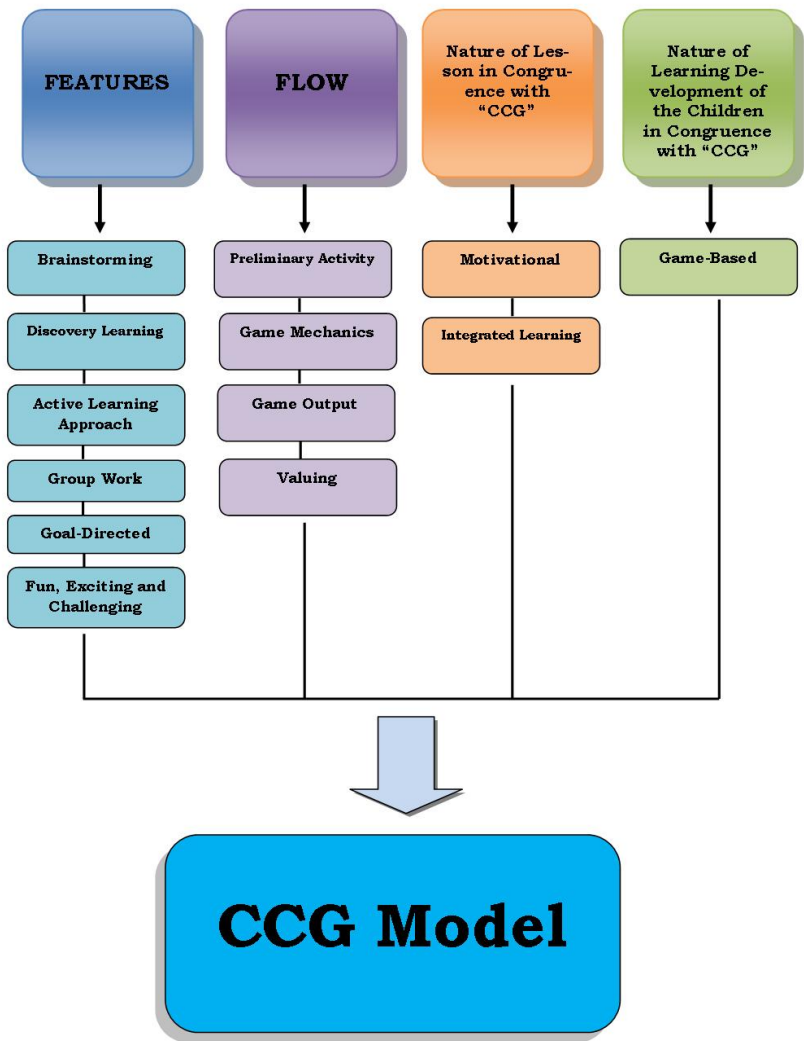 FEATURES
Brainstorming
Discovery Learning
Active Learning
Approach
Group Work
Goal-Directed
Fun, Exciting and
Challenging
FLOW
Preliminary Activity
Game Mechanics
Game Output
Valuing
Nature of Les-
son in Congru-
ence with
“CCG”
Motivational
Integrated Learning
Nature of
Learning De-
velopment of
the Children
in Congruence
with “CCG”
Game-Based
CCG Model